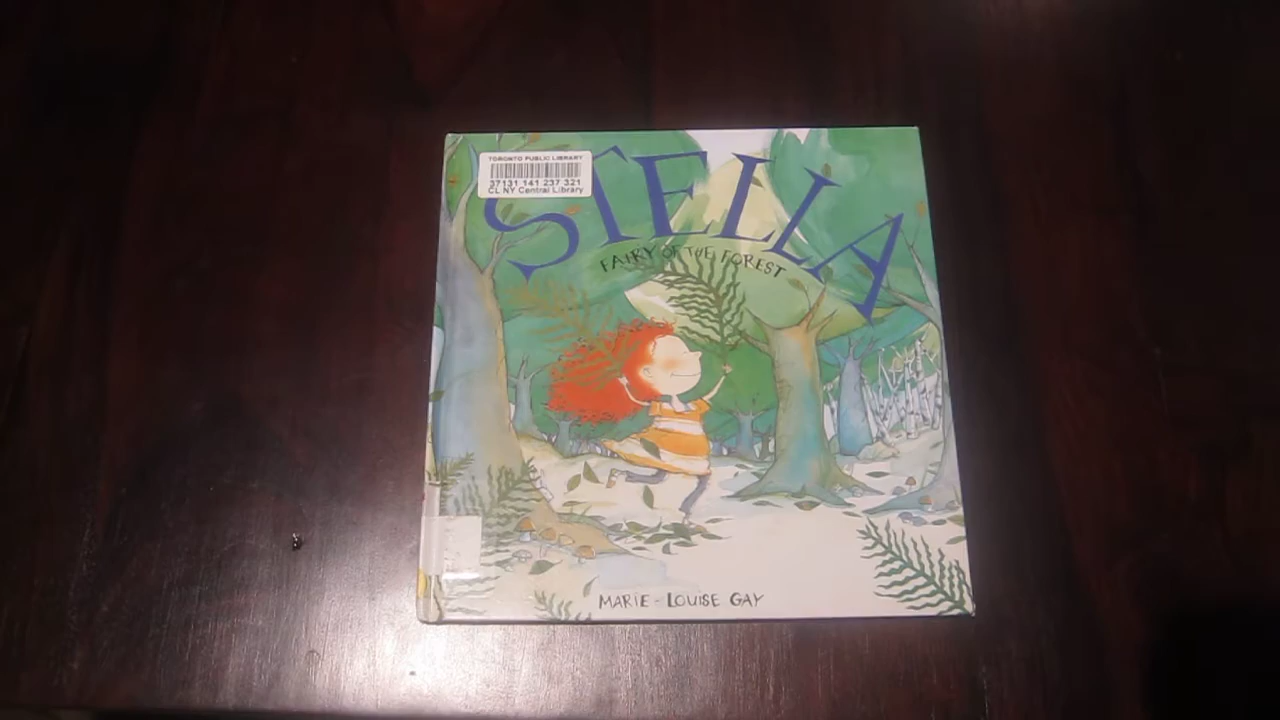 TORONTO PUBLIC LIBRARY
37131 141 237 321
CL NY Central Library
STELLA
FAIRY OF THE FOREST
MARIE-LOUISE GAY